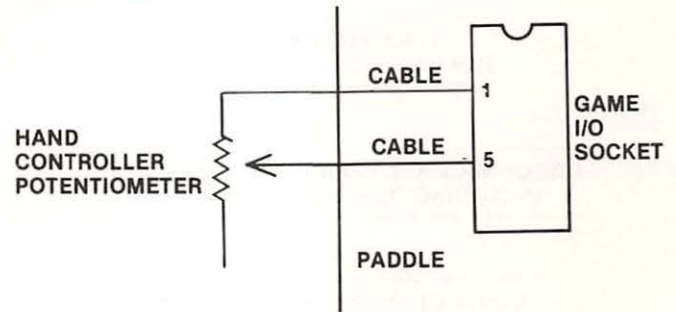 CABLE
1
GAME
I/O
SOCKET
HAND
CONTROLLER
POTENTIOMETER
CABLE
5
PADDLE